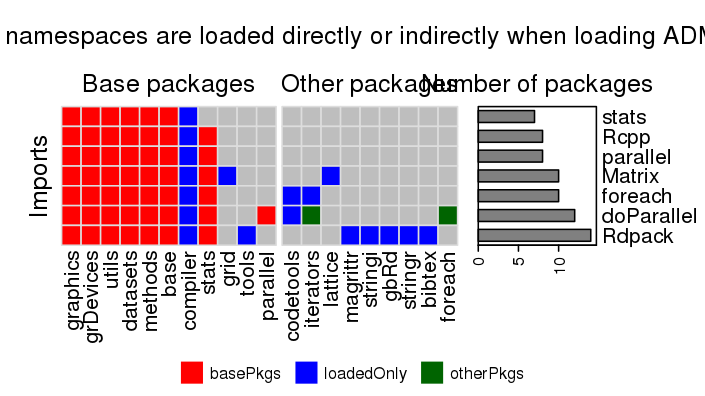 namespaces are loaded directly or indirectly when loading ADM
Base packages
Other packages
Number of packages
Imports
stats
Rcpp
parallel
Matrix
foreach
doParallel
Rdpack
graphics
grDevices
utils
datasets
methods
base
compiler
stats
grid
tools
parallel
codetools
iterators
lattice
magrittr
stringi
gbRd
stringr
bibtex
foreach
0
5
10
basePkgs
loadedOnly
otherPkgs